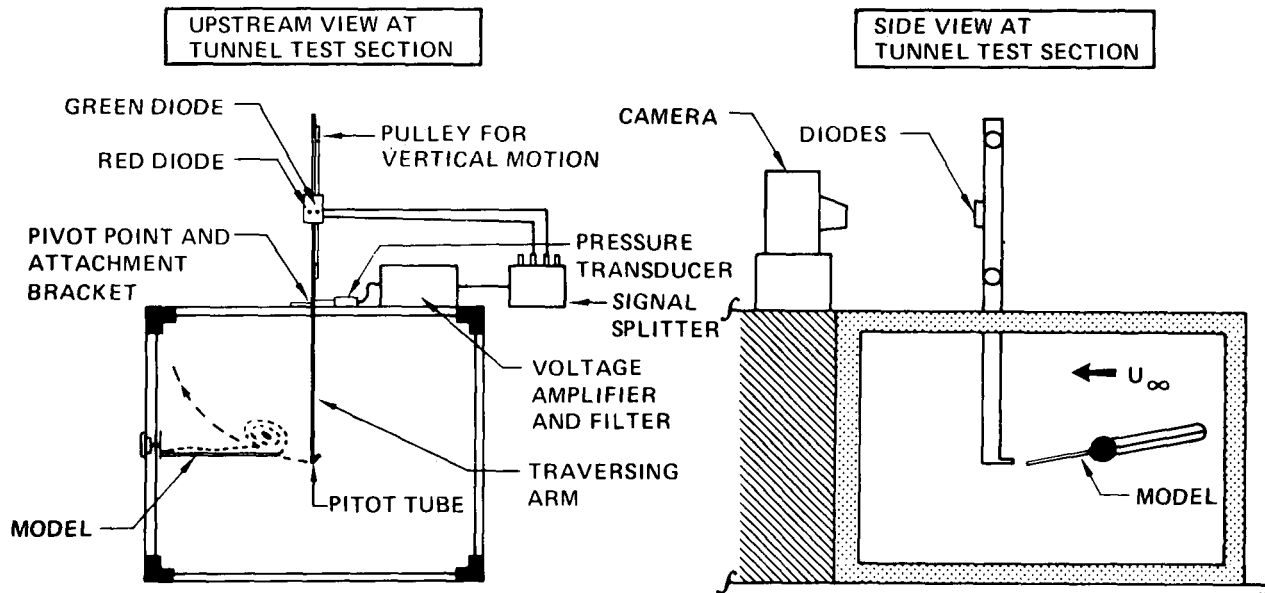 UPSTREAM VIEW AT
TUNNEL TEST SECTION
GREEN DIODE
RED DIODE
PULLEY FOR
VERTICAL MOTION
PIVOT POINT AND
ATTACHMENT
BRACKET
PRESSURE
TRANSDUCER
SIGNAL
SPLITTER
VOLTAGE
AMPLIFIER
AND FILTER
TRAVERSING
ARM
PITOT TUBE
MODEL
SIDE VIEW AT
TUNNEL TEST SECTION
CAMERA
DIODES
U∞
MODEL